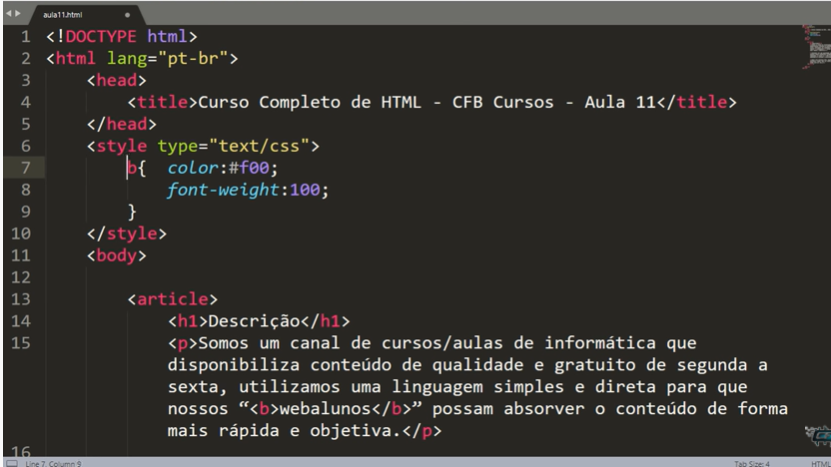 aula11.html
1 <!DOCTYPE html>
2 <html lang="pt-br">
3 <head>
4 <title>Curso Completo de HTML - CFB Cursos - Aula 11</title>
5 </head>
6 <style type="text/css">
7 b{ color:#f00;
8 font-weight:100;
9 }
10 </style>
11 <body>
12
13 <article>
14 <h1>Descrição</h1>
15 <p>Somos um canal de cursos/aulas de informática que
disponibiliza conteúdo de qualidade e gratuito de segunda a
sexta, utilizamos uma linguagem simples e direta para que
nossos “<b>webalunos</b>” possam absorver o conteúdo de forma
mais rápida e objetiva.</p>
16
Line 7, Column 9
Tab Size: 4
HTML